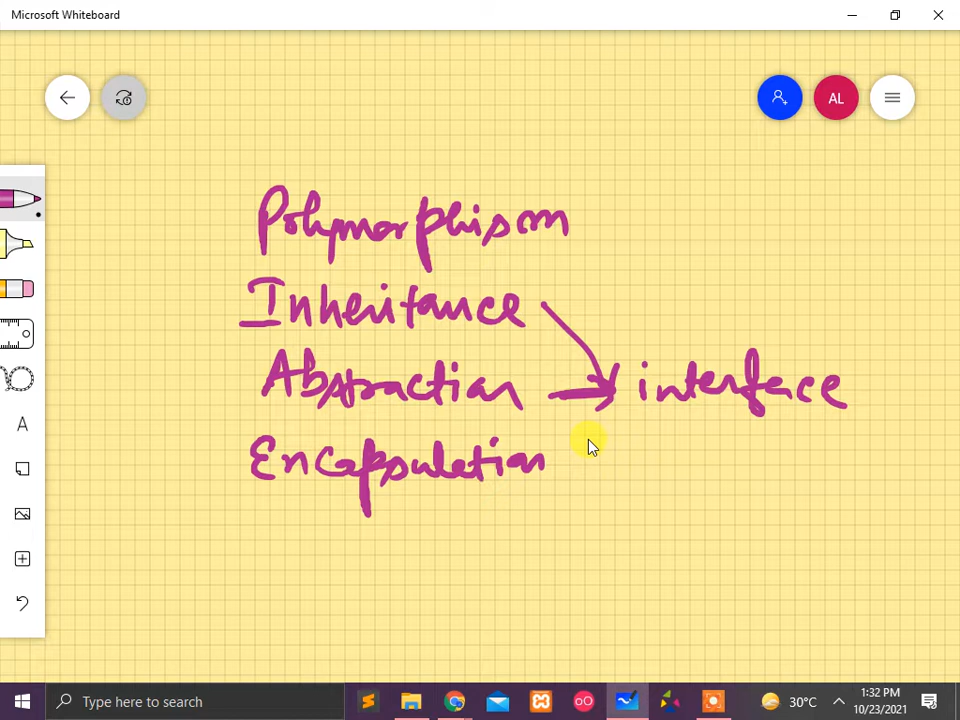 Microsoft Whiteboard
AL
Polymorphism
Inheritance
Abstraction → interface
Encapsulation
A
Type here to search
30°C
1:32 PM
10/23/2021